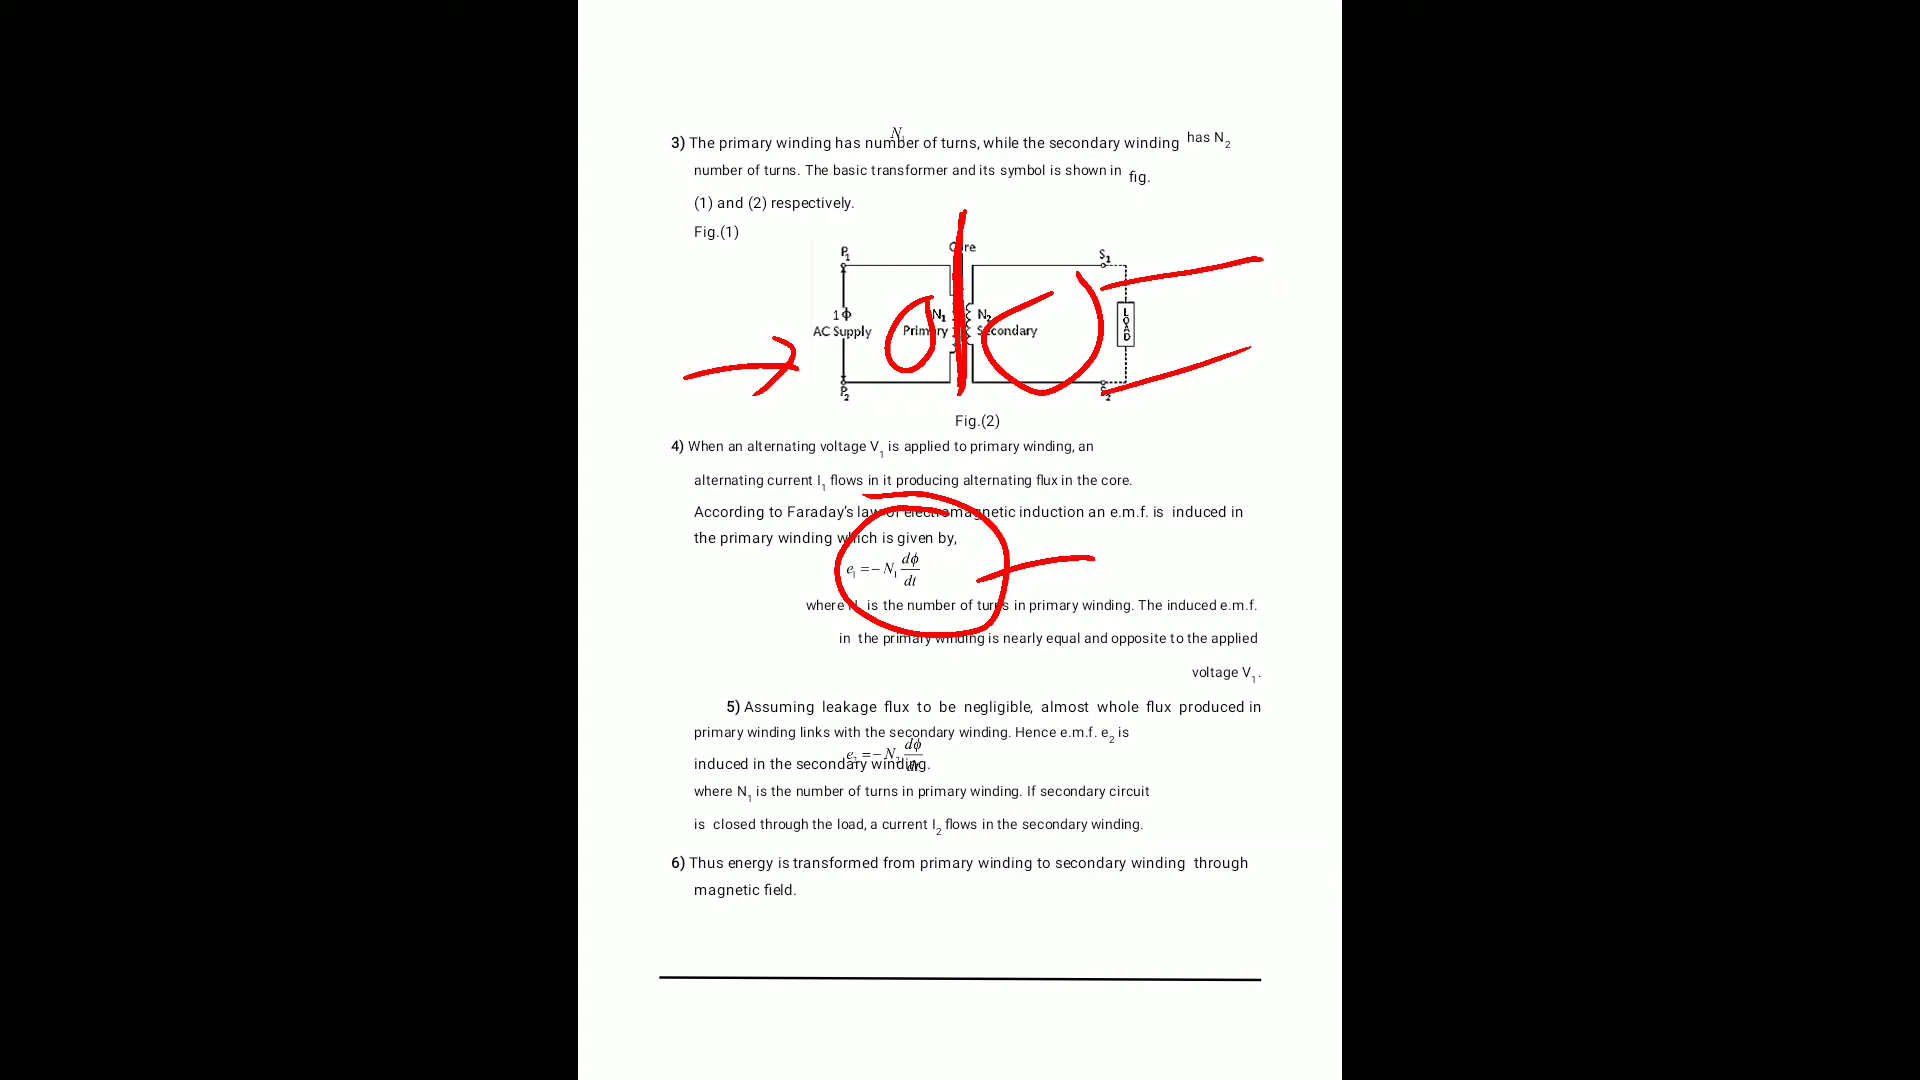 3) The primary winding has number of turns, while the secondary winding has N2
number of turns. The basic transformer and its symbol is shown in fig.
(1) and (2) respectively.
Fig.(1)
Core
P1
S1
1ϕ
AC Supply
N1
Primary
N2
Secondary
LOAD
P2
S2
Fig.(2)
4) When an alternating voltage V1 is applied to primary winding, an
alternating current I1 flows in it producing alternating flux in the core.
According to Faraday's law of electromagnetic induction an e.m.f. is induced in
the primary winding which is given by,
e1 = − N1 dϕ/dt
where is the number of turns in primary winding. The induced e.m.f.
in the primary winding is nearly equal and opposite to the applied
voltage V1.
5) Assuming leakage flux to be negligible, almost whole flux produced in
primary winding links with the secondary winding. Hence e.m.f. e2 is
e2 = − N2 dϕ/dt
induced in the secondary winding.
where N1 is the number of turns in primary winding. If secondary circuit
is closed through the load, a current I2 flows in the secondary winding.
6) Thus energy is transformed from primary winding to secondary winding through
magnetic field.